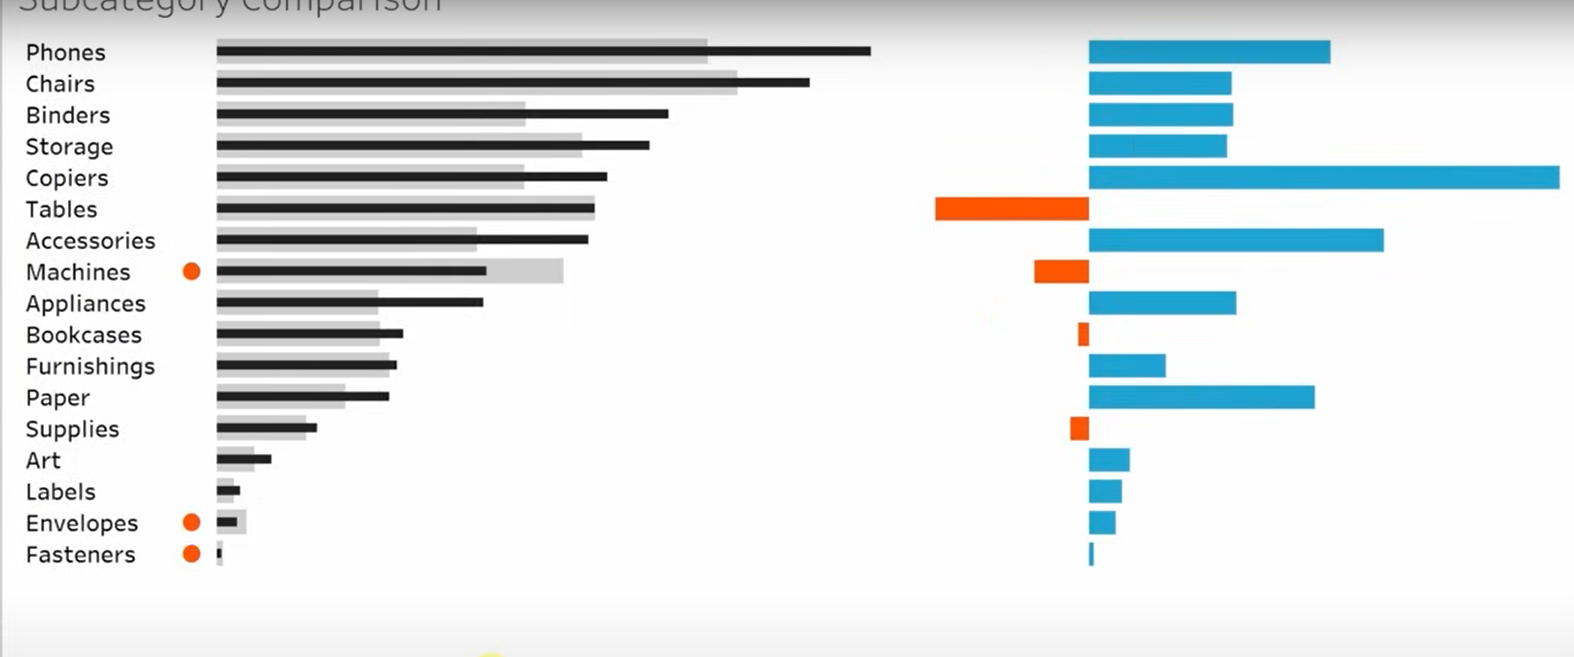 Subcategory Comparison
Phones
Chairs
Binders
Storage
Copiers
Tables
Accessories
Machines
Appliances
Bookcases
Furnishings
Paper
Supplies
Art
Labels
Envelopes
Fasteners